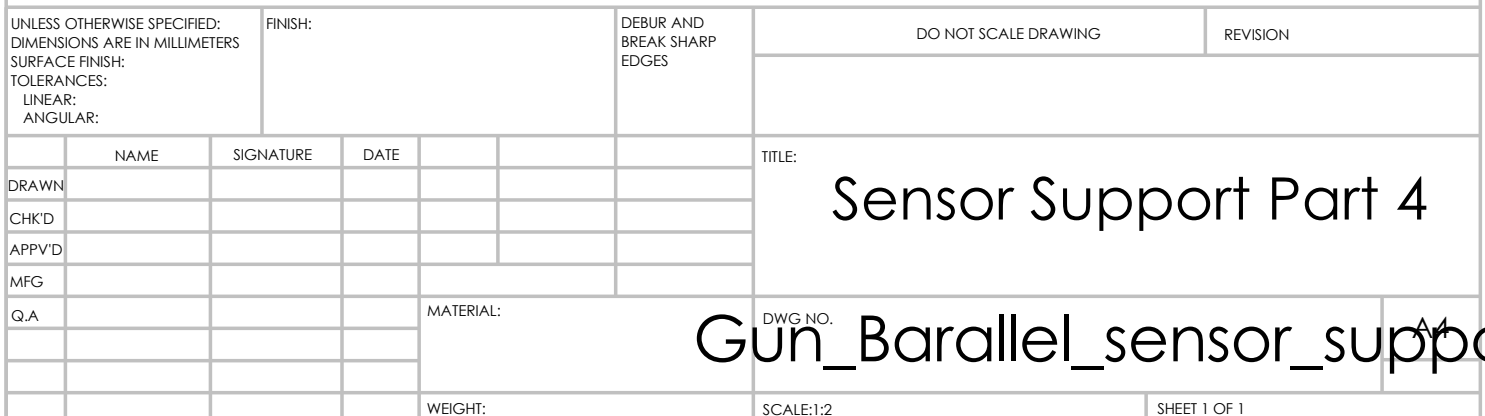 UNLESS OTHERWISE SPECIFIED:
DIMENSIONS ARE IN MILLIMETERS
SURFACE FINISH:
TOLERANCES:
LINEAR:
ANGULAR:
FINISH:
DEBUR AND
BREAK SHARP
EDGES
DO NOT SCALE DRAWING
REVISION
NAME
SIGNATURE
DATE
DRAWN
CHK'D
APPV'D
MFG
Q.A
TITLE:
Sensor Support Part 4
MATERIAL:
DWG NO.
Gun_Barallel_sensor_suppo
A4
WEIGHT:
SCALE:1:2
SHEET 1 OF 1